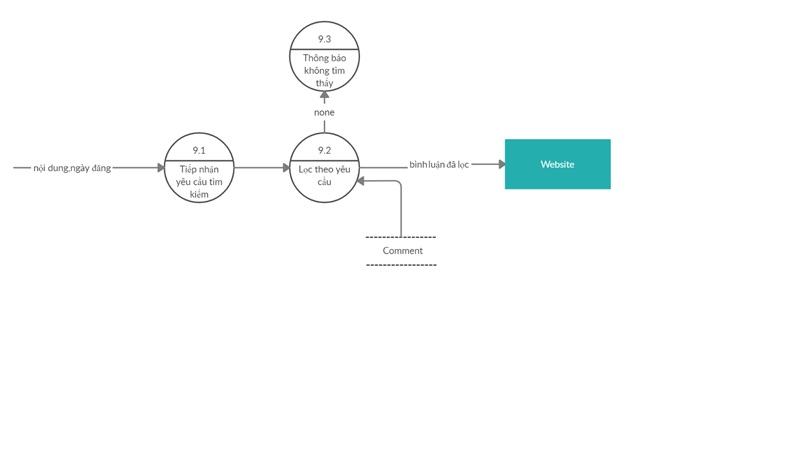 9.3
Thông báo
không tìm
thấy
none
9.1
Tiếp nhận
yêu cầu tìm
kiếm
9.2
Lọc theo yêu
cầu
nội dung,ngày đăng
bình luận đã lọc
Website
Comment